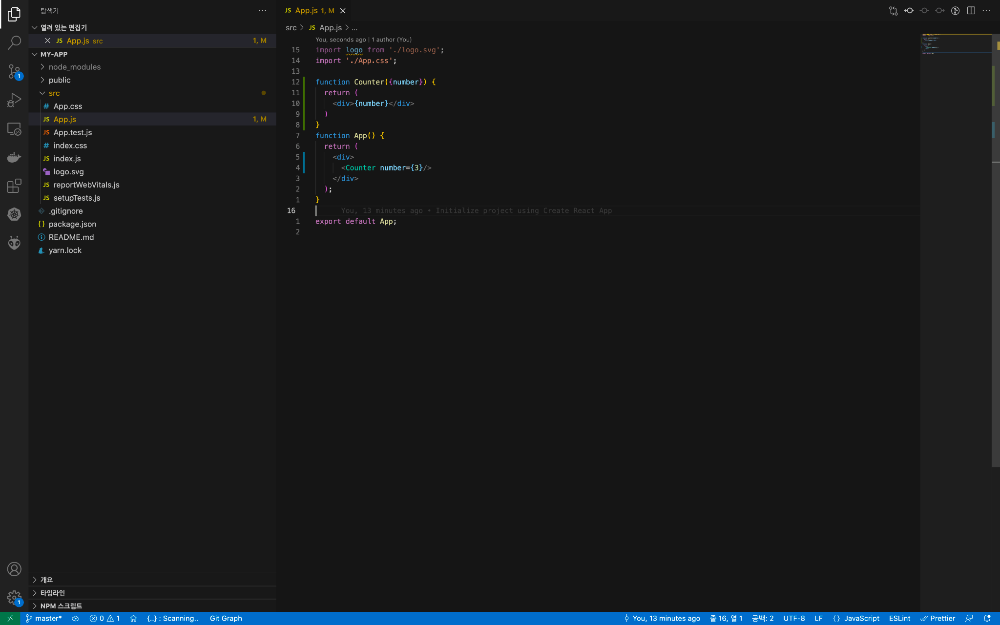 탐색기
열려 있는 편집기
JS App.js src 1, M
MY-APP
node_modules
public
src
# App.css
JS App.js 1, M
JS App.test.js
# index.css
JS index.js
logo.svg
JS reportWebVitals.js
JS setupTests.js
.gitignore
{} package.json
README.md
yarn.lock
개요
타임라인
NPM 스크립트
1
1
JS App.js 1, M
src > JS App.js > ...
You, seconds ago | 1 author (You)
15 import logo from './logo.svg';
14 import './App.css';
13
12 function Counter({number}) {
11 return (
10 <div>{number}</div>
9 )
8 }
7 function App() {
6 return (
5 <div>
4 <Counter number={3}/>
3 </div>
2 );
1 }
16 You, 13 minutes ago • Initialize project using Create React App
1 export default App;
2
master* 0 1 {..} : Scanning.. Git Graph You, 13 minutes ago 줄 16, 열 1 공백: 2 UTF-8 LF {} JavaScript ESLint Prettier